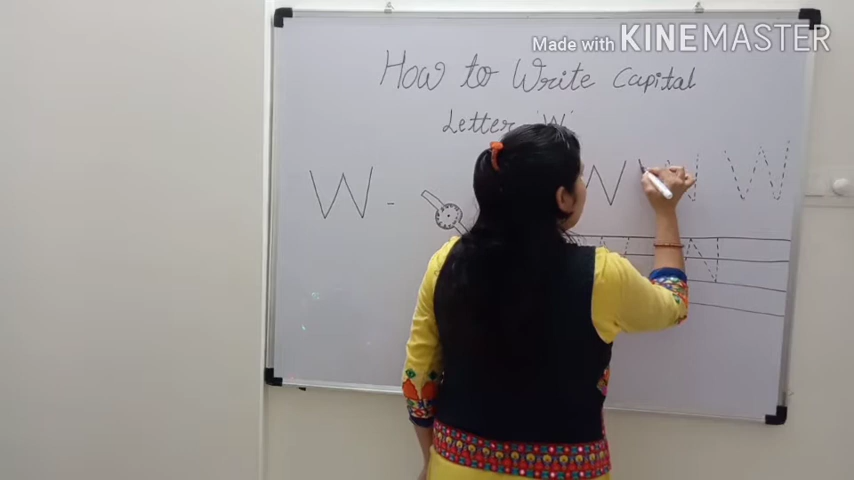 Made with KINEMASTER
How to Write Capital
Letter 'W'
W - W W W